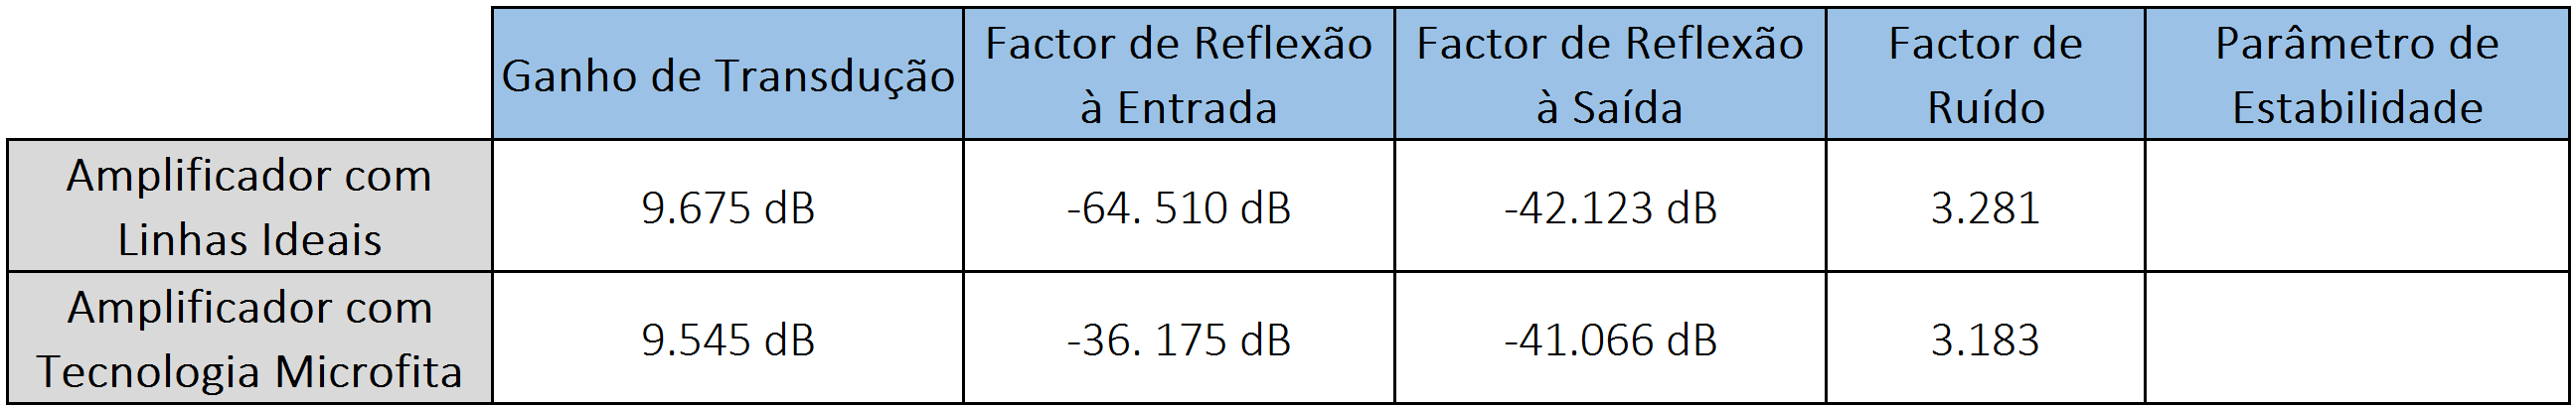 Ganho de Transdução
Factor de Reflexão
à Entrada
Factor de Reflexão
à Saída
Factor de
Ruído
Parâmetro de
Estabilidade
Amplificador com
Linhas Ideais
9.675 dB
-64. 510 dB
-42.123 dB
3.281
Amplificador com
Tecnologia Microfita
9.545 dB
-36. 175 dB
-41.066 dB
3.183